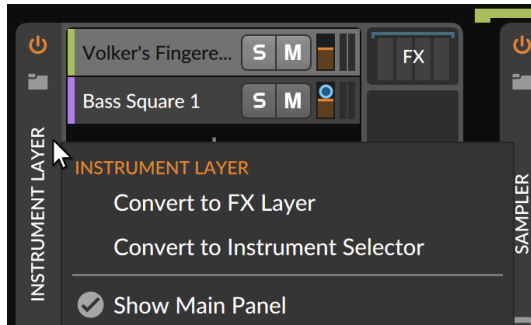 Volker's Fingere... S M
FX
Bass Square 1 S M
INSTRUMENT LAYER
INSTRUMENT LAYER
Convert to FX Layer
Convert to Instrument Selector
Show Main Panel
SAMPLER